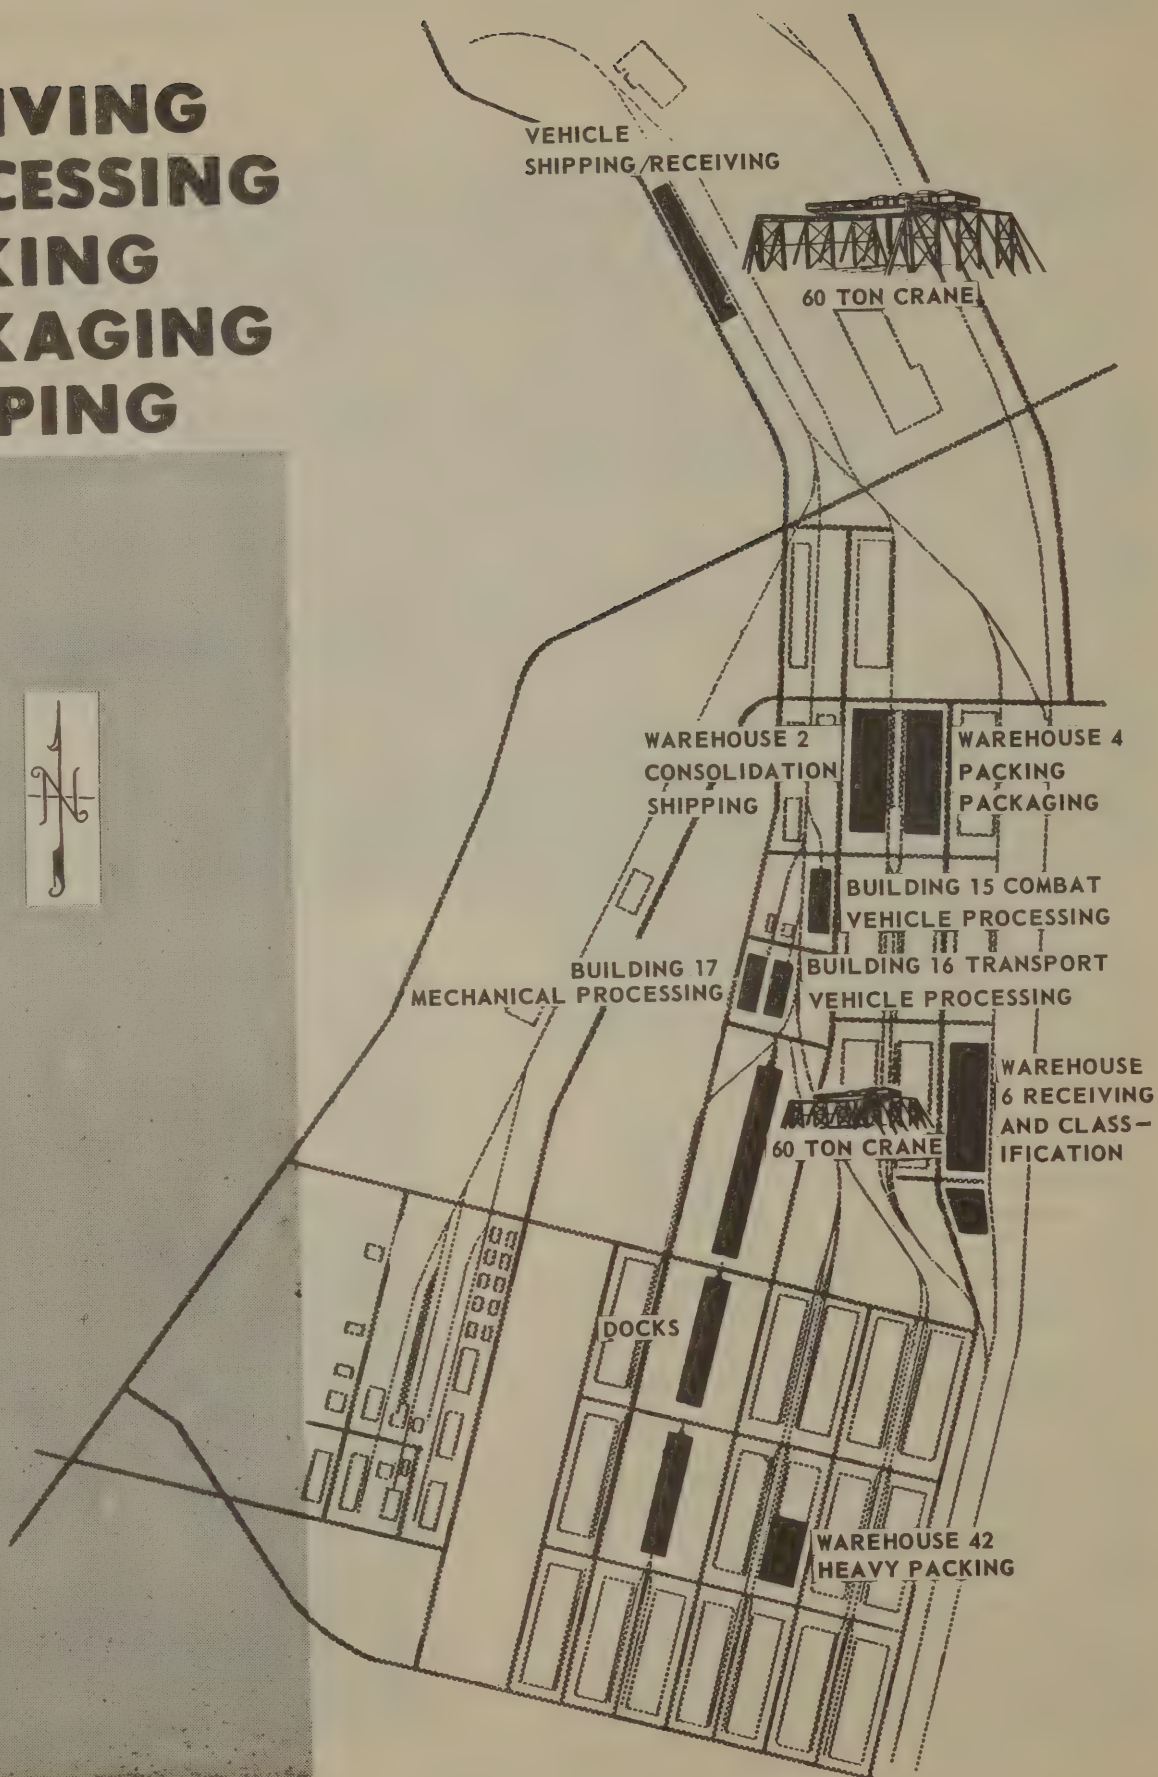 IVING
CESSING
KING
KAGING
PING
VEHICLE
SHIPPING/RECEIVING
60 TON CRANE
N
WAREHOUSE 2
CONSOLIDATION
SHIPPING
WAREHOUSE 4
PACKING
PACKAGING
BUILDING 15 COMBAT
VEHICLE PROCESSING
BUILDING 17
MECHANICAL PROCESSING
BUILDING 16 TRANSPORT
VEHICLE PROCESSING
WAREHOUSE
6 RECEIVING
AND CLASS-
IFICATION
60 TON CRANE
DOCKS
WAREHOUSE 42
HEAVY PACKING